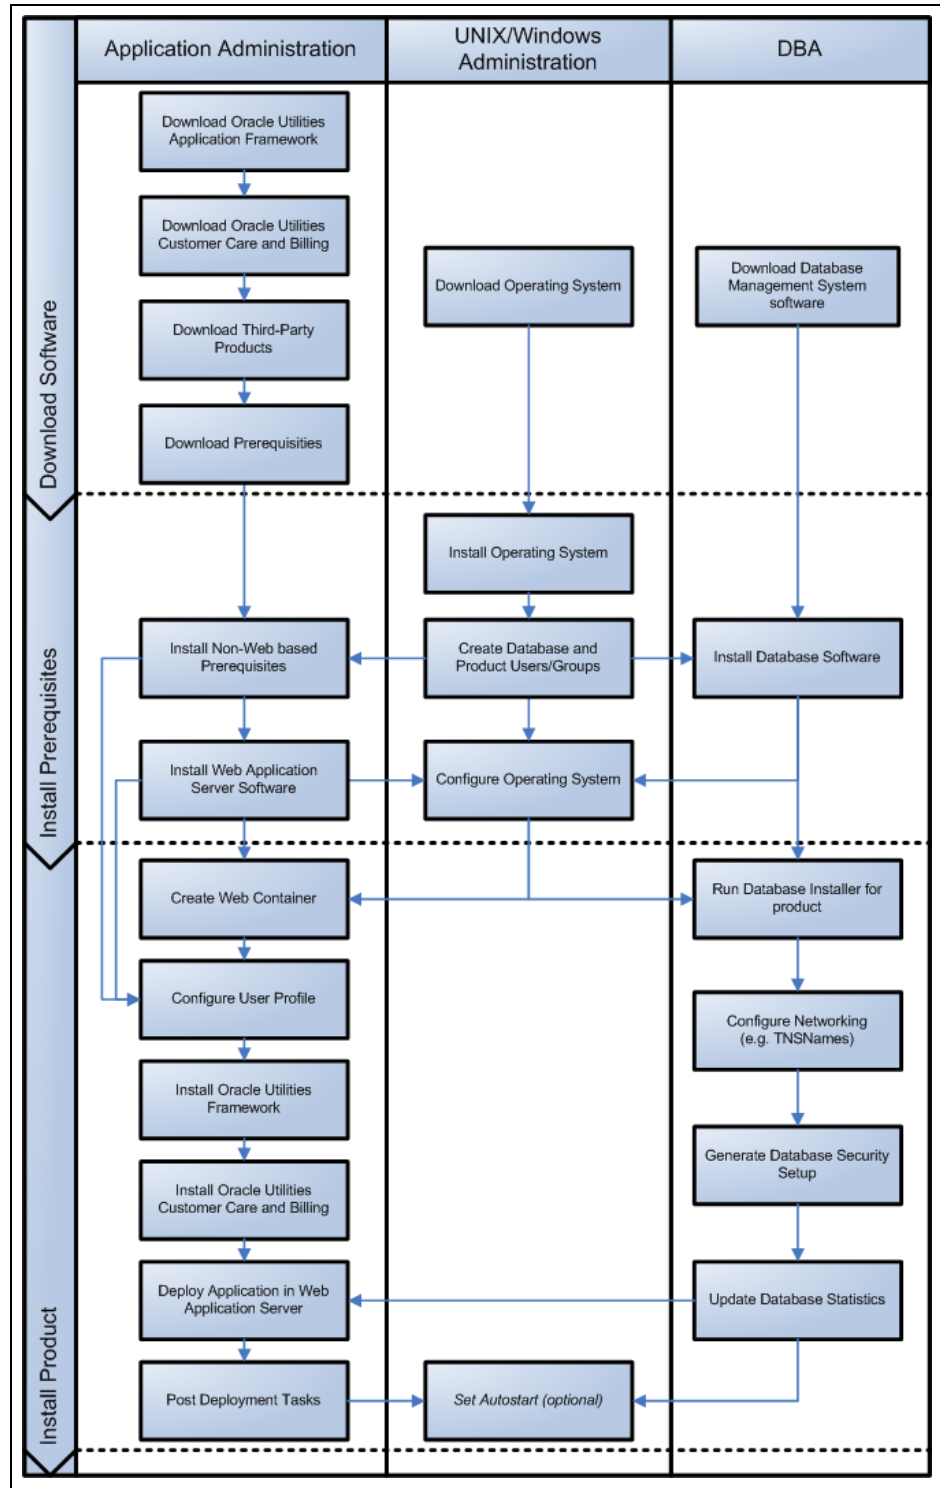 Application Administration
UNIX/Windows
Administration
DBA
Download Software
Download Oracle Utilities
Application Framework
Download Oracle Utilities
Customer Care and Billing
Download Third-Party
Products
Download Prerequisities
Download Operating System
Download Database
Management System
software
Install Prerequisites
Install Operating System
Install Non-Web based
Prerequisites
Create Database and
Product Users/Groups
Install Database Software
Install Web Application
Server Software
Configure Operating System
Install Product
Create Web Container
Run Database Installer for
product
Configure User Profile
Configure Networking
(e.g. TNSNames)
Install Oracle Utilities
Framework
Generate Database Security
Setup
Install Oracle Utilities
Customer Care and Billing
Deploy Application in Web
Application Server
Update Database Statistics
Post Deployment Tasks
Set Autostart (optional)